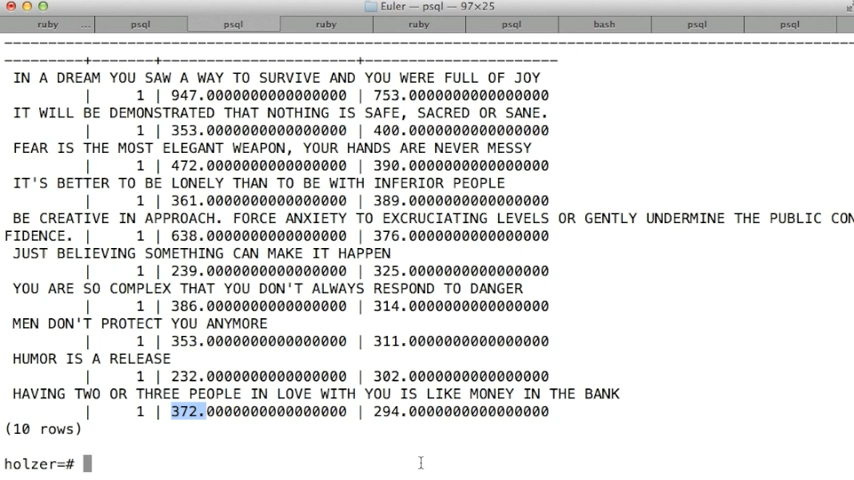 Euler — psql — 97×25
ruby ... psql psql ruby ruby psql bash psql psql
--------------------------------------------------------------------------------
---------+-------+----------------------+----------------------
IN A DREAM YOU SAW A WAY TO SURVIVE AND YOU WERE FULL OF JOY
| 1 | 947.0000000000000000 | 753.0000000000000000
IT WILL BE DEMONSTRATED THAT NOTHING IS SAFE, SACRED OR SANE.
| 1 | 353.0000000000000000 | 400.0000000000000000
FEAR IS THE MOST ELEGANT WEAPON, YOUR HANDS ARE NEVER MESSY
| 1 | 472.0000000000000000 | 390.0000000000000000
IT'S BETTER TO BE LONELY THAN TO BE WITH INFERIOR PEOPLE
| 1 | 361.0000000000000000 | 389.0000000000000000
BE CREATIVE IN APPROACH. FORCE ANXIETY TO EXCRUCIATING LEVELS OR GENTLY UNDERMINE THE PUBLIC CON
FIDENCE. | 1 | 638.0000000000000000 | 376.0000000000000000
JUST BELIEVING SOMETHING CAN MAKE IT HAPPEN
| 1 | 239.0000000000000000 | 325.0000000000000000
YOU ARE SO COMPLEX THAT YOU DON'T ALWAYS RESPOND TO DANGER
| 1 | 386.0000000000000000 | 314.0000000000000000
MEN DON'T PROTECT YOU ANYMORE
| 1 | 353.0000000000000000 | 311.0000000000000000
HUMOR IS A RELEASE
| 1 | 232.0000000000000000 | 302.0000000000000000
HAVING TWO OR THREE PEOPLE IN LOVE WITH YOU IS LIKE MONEY IN THE BANK
| 1 | 372.0000000000000000 | 294.0000000000000000
(10 rows)
holzer=#